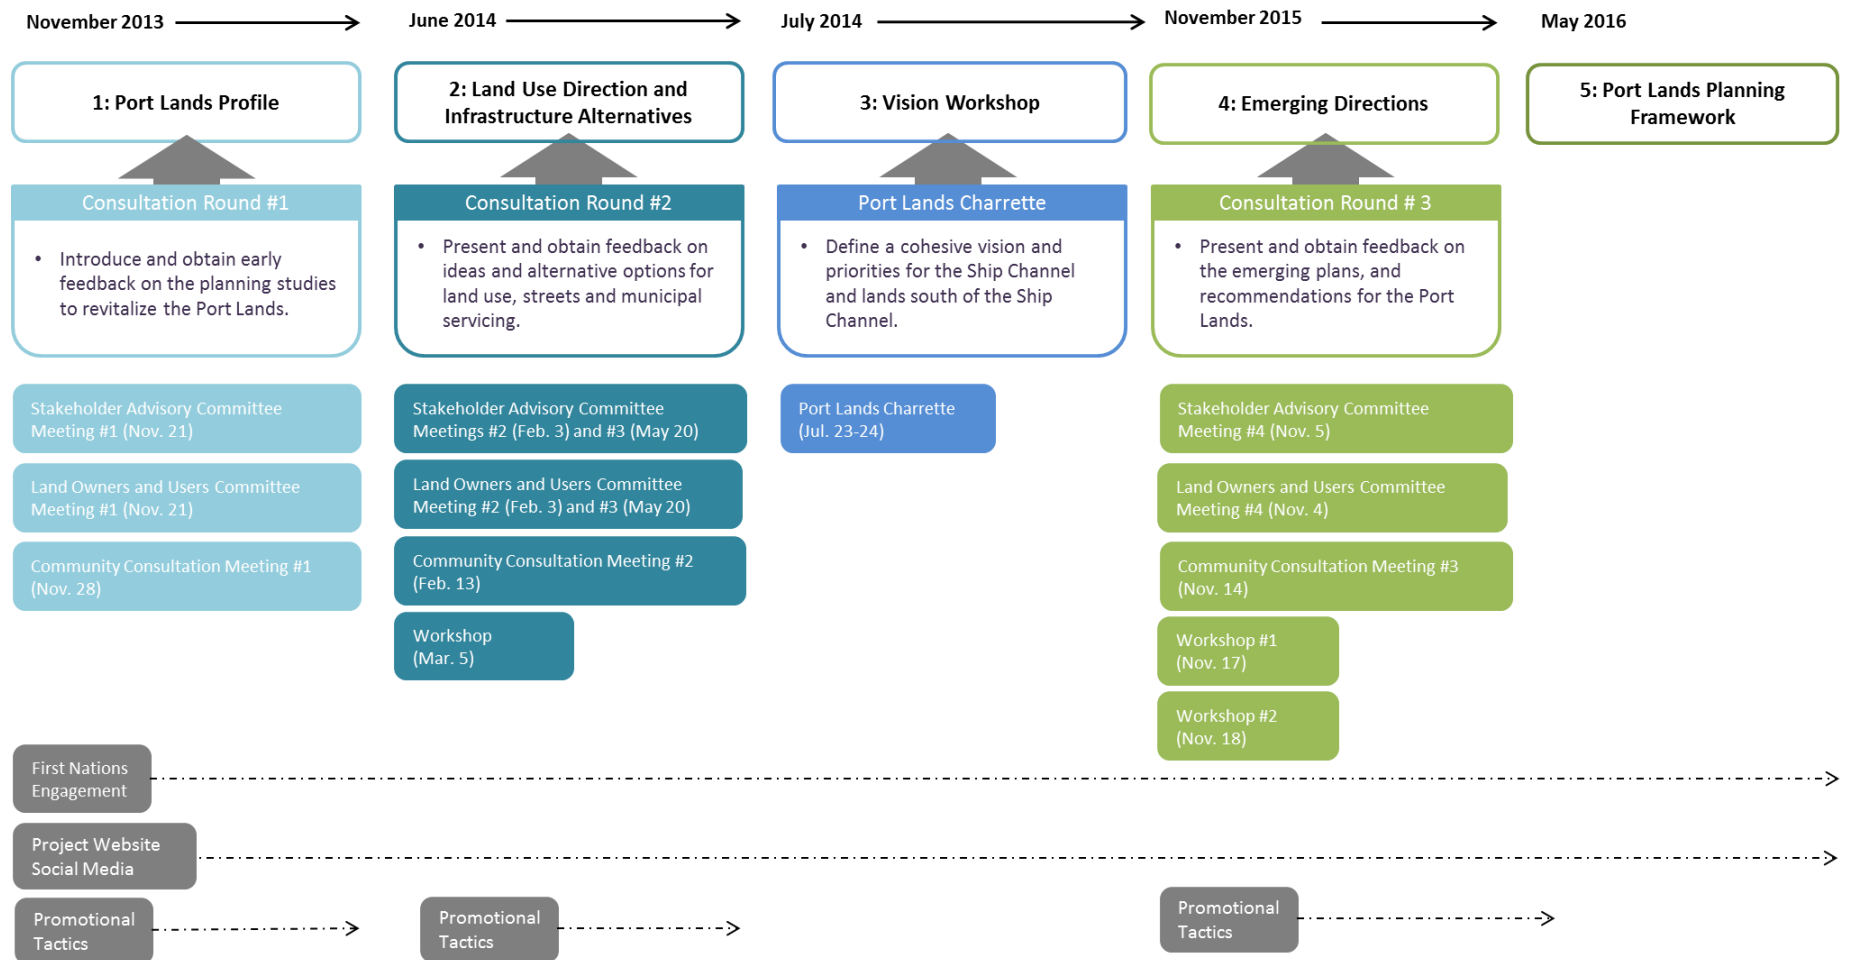 November 2013
June 2014
July 2014
November 2015
May 2016
1: Port Lands Profile
2: Land Use Direction and
Infrastructure Alternatives
3: Vision Workshop
4: Emerging Directions
5: Port Lands Planning
Framework
Consultation Round #1
• Introduce and obtain early
feedback on the planning studies
to revitalize the Port Lands.
Consultation Round #2
• Present and obtain feedback on
ideas and alternative options for
land use, streets and municipal
servicing.
Port Lands Charrette
• Define a cohesive vision and
priorities for the Ship Channel
and lands south of the Ship
Channel.
Consultation Round # 3
• Present and obtain feedback on
the emerging plans, and
recommendations for the Port
Lands.
Stakeholder Advisory Committee
Meeting #1 (Nov. 21)
Land Owners and Users Committee
Meeting #1 (Nov. 21)
Community Consultation Meeting #1
(Nov. 28)
Stakeholder Advisory Committee
Meetings #2 (Feb. 3) and #3 (May 20)
Land Owners and Users Committee
Meeting #2 (Feb. 3) and #3 (May 20)
Community Consultation Meeting #2
(Feb. 13)
Workshop
(Mar. 5)
Port Lands Charrette
(Jul. 23-24)
Stakeholder Advisory Committee
Meeting #4 (Nov. 5)
Land Owners and Users Committee
Meeting #4 (Nov. 4)
Community Consultation Meeting #3
(Nov. 14)
Workshop #1
(Nov. 17)
Workshop #2
(Nov. 18)
First Nations
Engagement
Project Website
Social Media
Promotional
Tactics
Promotional
Tactics
Promotional
Tactics